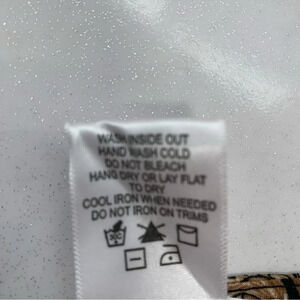 WASH INSIDE OUT
HAND WASH COLD
DO NOT BLEACH
HANG DRY OR LAY FLAT
TO DRY
COOL IRON WHEN NEEDED
DO NOT IRON ON TRIMS